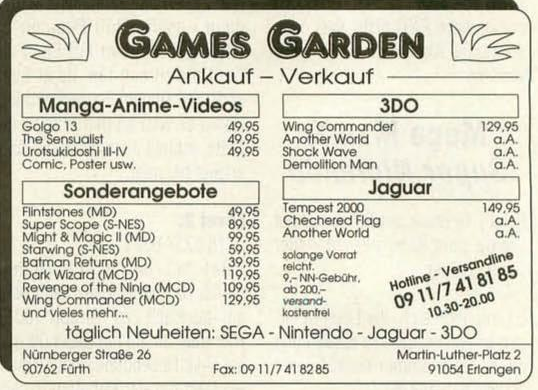 GAMES GARDEN
Ankauf – Verkauf
Manga-Anime-Videos
Golgo 13 49,95
The Sensualist 49,95
Urotsukidoshi III-IV 49,95
Comic, Poster usw.
Sonderangebote
Flintstones (MD) 49,95
Super Scope (S-NES) 89,95
Might & Magic II (MD) 99,95
Starwing (S-NES) 59,95
Batman Returns (MD) 39,95
Dark Wizard (MCD) 119,95
Revenge of the Ninja (MCD) 109,95
Wing Commander (MCD) 129,95
und vieles mehr...
3DO
Wing Commander 129,95
Another World a.A.
Shock Wave a.A.
Demolition Man a.A.
Jaguar
Tempest 2000 149,95
Chechered Flag a.A.
Another World a.A.
solange Vorrat
reicht.
9,- NN-Gebühr,
ab 200,–
versand-
kostenfrei
Hotline - Versandline
09 11/7 41 81 85
10.30-20.00
täglich Neuheiten: SEGA - Nintendo - Jaguar - 3DO
Nürnberger Straße 26
90762 Fürth
Fax: 09 11/7 41 82 85
Martin-Luther-Platz 2
91054 Erlangen